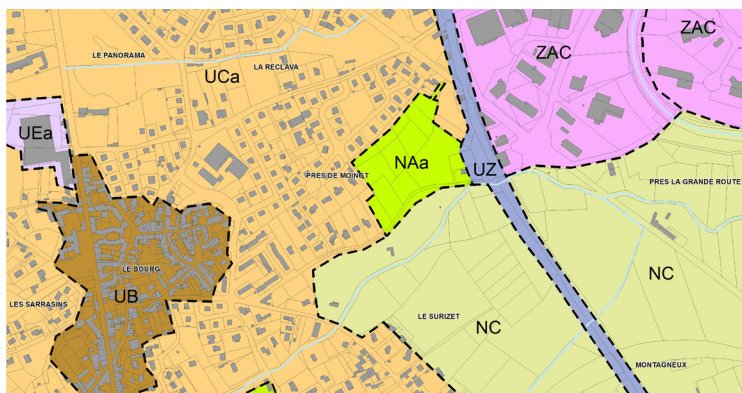 ZAC
ZAC
LE PANORAMA
LA RECLAVA
UCa
UEa
NAa
UZ
PRES DE MOINGT
PRES LA GRANDE ROUTE
LE BOURG
NC
LES SARRASINS
UB
LE SURIZET
NC
MONTAGNEUX